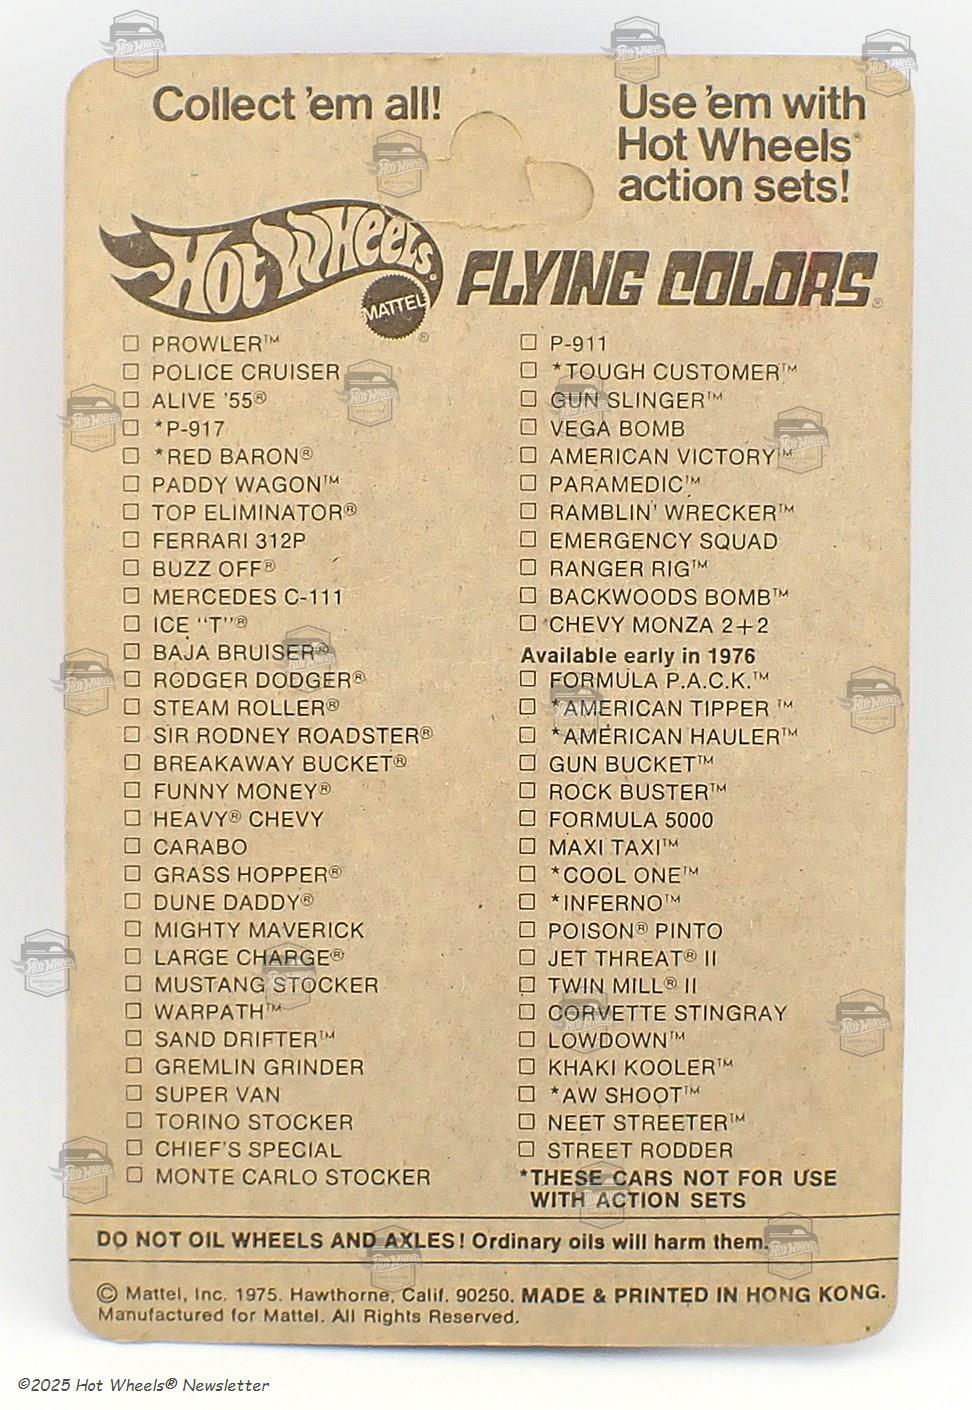 Collect 'em all!
Use 'em with
Hot Wheels®
action sets!
Hot Wheels®
MATTEL®
FLYING COLORS®
☐ PROWLER™
☐ POLICE CRUISER
☐ ALIVE '55®
☐ *P-917
☐ *RED BARON®
☐ PADDY WAGON™
☐ TOP ELIMINATOR®
☐ FERRARI 312P
☐ BUZZ OFF®
☐ MERCEDES C-111
☐ ICE "T"®
☐ BAJA BRUISER®
☐ RODGER DODGER®
☐ STEAM ROLLER®
☐ SIR RODNEY ROADSTER®
☐ BREAKAWAY BUCKET®
☐ FUNNY MONEY®
☐ HEAVY® CHEVY
☐ CARABO
☐ GRASS HOPPER®
☐ DUNE DADDY®
☐ MIGHTY MAVERICK
☐ LARGE CHARGE®
☐ MUSTANG STOCKER
☐ WARPATH™
☐ SAND DRIFTER™
☐ GREMLIN GRINDER
☐ SUPER VAN
☐ TORINO STOCKER
☐ CHIEF'S SPECIAL
☐ MONTE CARLO STOCKER
☐ P-911
☐ *TOUGH CUSTOMER™
☐ GUN SLINGER™
☐ VEGA BOMB
☐ AMERICAN VICTORY™
☐ PARAMEDIC™
☐ RAMBLIN' WRECKER™
☐ EMERGENCY SQUAD
☐ RANGER RIG™
☐ BACKWOODS BOMB™
☐ CHEVY MONZA 2+2
Available early in 1976
☐ FORMULA P.A.C.K.™
☐ *AMERICAN TIPPER™
☐ *AMERICAN HAULER™
☐ GUN BUCKET™
☐ ROCK BUSTER™
☐ FORMULA 5000
☐ MAXI TAXI™
☐ *COOL ONE™
☐ *INFERNO™
☐ POISON® PINTO
☐ JET THREAT® II
☐ TWIN MILL® II
☐ CORVETTE STINGRAY
☐ LOWDOWN™
☐ KHAKI KOOLER™
☐ *AW SHOOT™
☐ NEET STREETER™
☐ STREET RODDER
*THESE CARS NOT FOR USE
WITH ACTION SETS
DO NOT OIL WHEELS AND AXLES! Ordinary oils will harm them.
© Mattel, Inc. 1975. Hawthorne, Calif. 90250. MADE & PRINTED IN HONG KONG.
Manufactured for Mattel. All Rights Reserved.
©2025 Hot Wheels® Newsletter